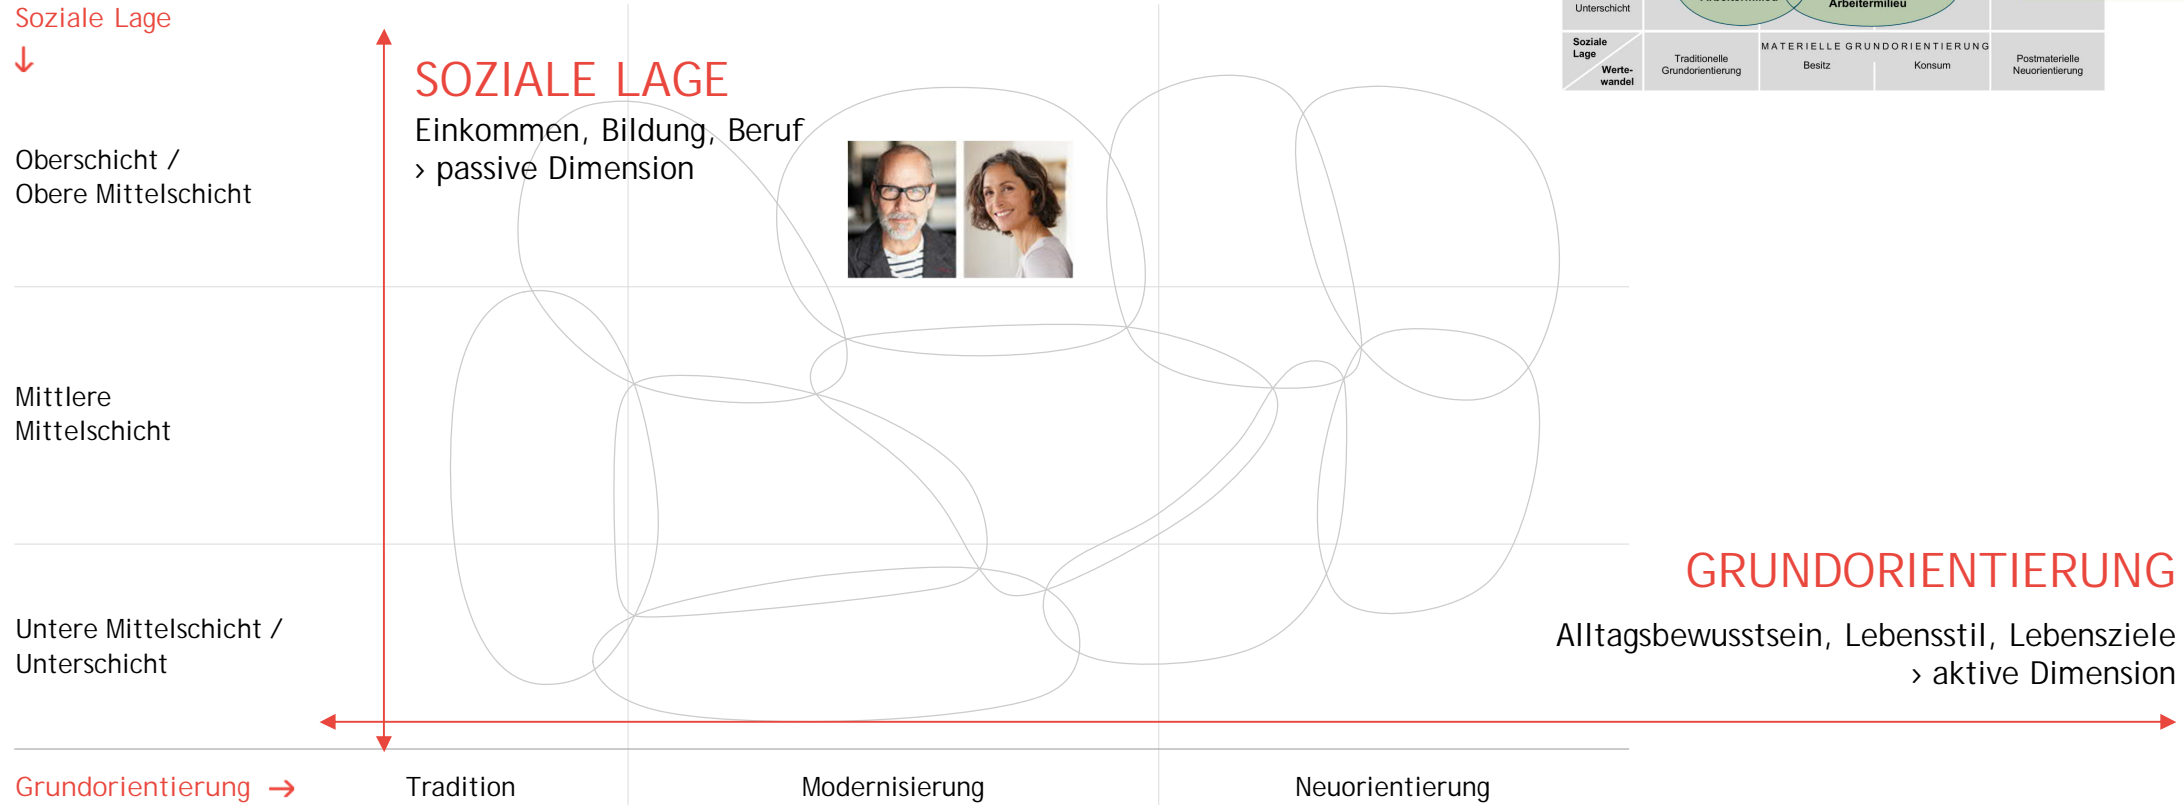 Soziale Lage
↓
SOZIALE LAGE
Einkommen, Bildung, Beruf
› passive Dimension
Oberschicht /
Obere Mittelschicht
Mittlere
Mittelschicht
Untere Mittelschicht /
Unterschicht
Unterschicht
Arbeitermilieu
Arbeitermilieu
Soziale
Lage
Werte-
wandel
Traditionelle
Grundorientierung
MATERIELLE GRUNDORIENTIERUNG
Besitz
Konsum
Postmaterielle
Neuorientierung
GRUNDORIENTIERUNG
Alltagsbewusstsein, Lebensstil, Lebensziele
› aktive Dimension
Grundorientierung →
Tradition
Modernisierung
Neuorientierung